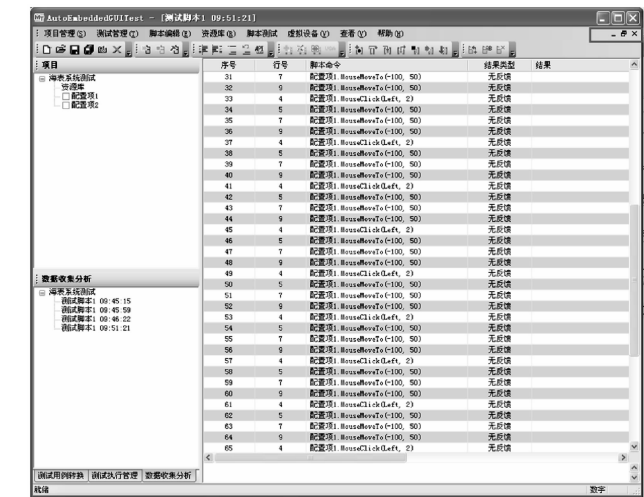 AutoEmbeddedGUITest - [测试脚本1 09:51:21]
项目管理(S) 测试管理(T) 脚本编辑(E) 资源库(R) 脚本测试 虚拟设备(V) 查看(V) 帮助(H)
项目
海表系统测试
资源库
配置项1
配置项2
数据收集分析
海表系统测试
测试脚本1 09:45:15
测试脚本1 09:45:59
测试脚本1 09:46:22
测试脚本1 09:51:21
测试用例转换 测试执行管理 数据收集分析
序号 行号 脚本命令 结果类型 结果
31 7 配置项1.MouseMoveTo(-100, 50) 无反馈
32 9 配置项1.MouseMoveTo(-100, 50) 无反馈
33 4 配置项1.MouseClick(Left, 2) 无反馈
34 5 配置项1.MouseMoveTo(-100, 50) 无反馈
35 7 配置项1.MouseMoveTo(-100, 50) 无反馈
36 9 配置项1.MouseMoveTo(-100, 50) 无反馈
37 4 配置项1.MouseClick(Left, 2) 无反馈
38 5 配置项1.MouseMoveTo(-100, 50) 无反馈
39 7 配置项1.MouseMoveTo(-100, 50) 无反馈
40 9 配置项1.MouseMoveTo(-100, 50) 无反馈
41 4 配置项1.MouseClick(Left, 2) 无反馈
42 5 配置项1.MouseMoveTo(-100, 50) 无反馈
43 7 配置项1.MouseMoveTo(-100, 50) 无反馈
44 9 配置项1.MouseMoveTo(-100, 50) 无反馈
45 4 配置项1.MouseClick(Left, 2) 无反馈
46 5 配置项1.MouseMoveTo(-100, 50) 无反馈
47 7 配置项1.MouseMoveTo(-100, 50) 无反馈
48 9 配置项1.MouseMoveTo(-100, 50) 无反馈
49 4 配置项1.MouseClick(Left, 2) 无反馈
50 5 配置项1.MouseMoveTo(-100, 50) 无反馈
51 7 配置项1.MouseMoveTo(-100, 50) 无反馈
52 9 配置项1.MouseMoveTo(-100, 50) 无反馈
53 4 配置项1.MouseClick(Left, 2) 无反馈
54 5 配置项1.MouseMoveTo(-100, 50) 无反馈
55 7 配置项1.MouseMoveTo(-100, 50) 无反馈
56 9 配置项1.MouseMoveTo(-100, 50) 无反馈
57 4 配置项1.MouseClick(Left, 2) 无反馈
58 5 配置项1.MouseMoveTo(-100, 50) 无反馈
59 7 配置项1.MouseMoveTo(-100, 50) 无反馈
60 9 配置项1.MouseMoveTo(-100, 50) 无反馈
61 4 配置项1.MouseClick(Left, 2) 无反馈
62 5 配置项1.MouseMoveTo(-100, 50) 无反馈
63 7 配置项1.MouseMoveTo(-100, 50) 无反馈
64 9 配置项1.MouseMoveTo(-100, 50) 无反馈
65 4 配置项1.MouseClick(Left, 2) 无反馈
就绪 数字